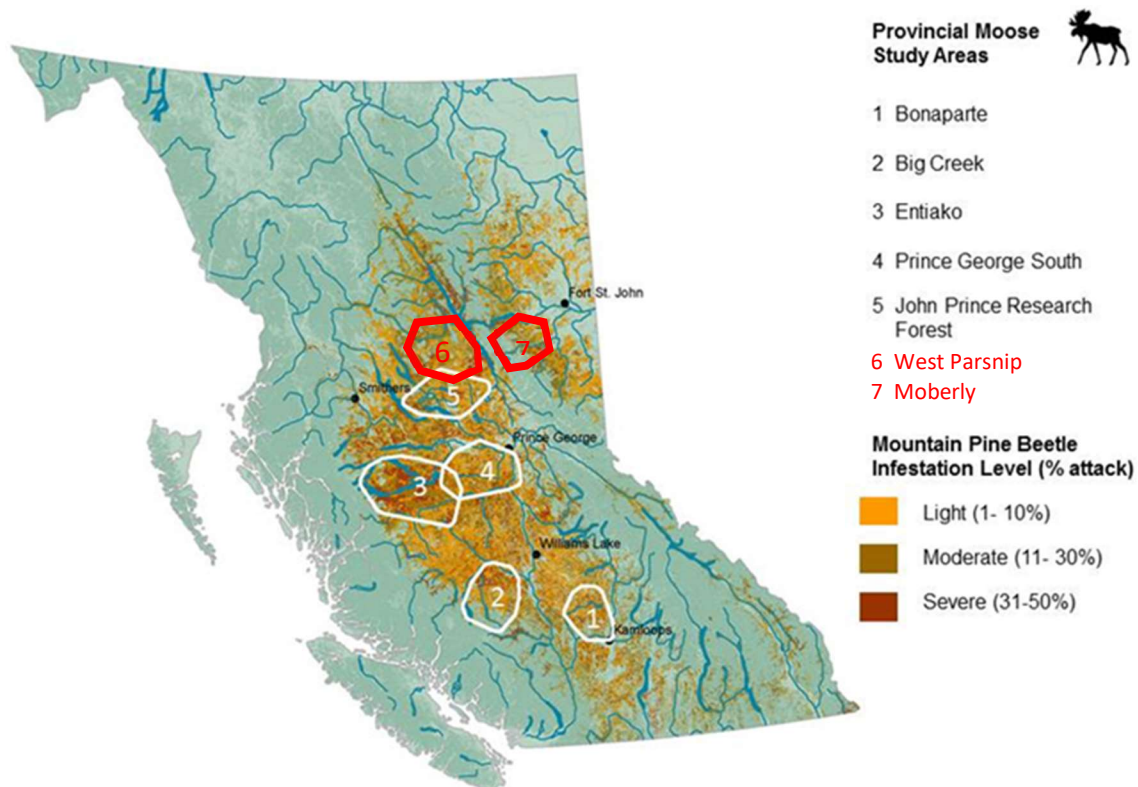 Provincial Moose
Study Areas
1 Bonaparte
2 Big Creek
3 Entiako
4 Prince George South
5 John Prince Research
Forest
6 West Parsnip
7 Moberly
Mountain Pine Beetle
Infestation Level (% attack)
Light (1- 10%)
Moderate (11- 30%)
Severe (31-50%)
Fort St. John
6
7
Smithers
5
Prince George
4
3
Williams Lake
2
1
Kamloops